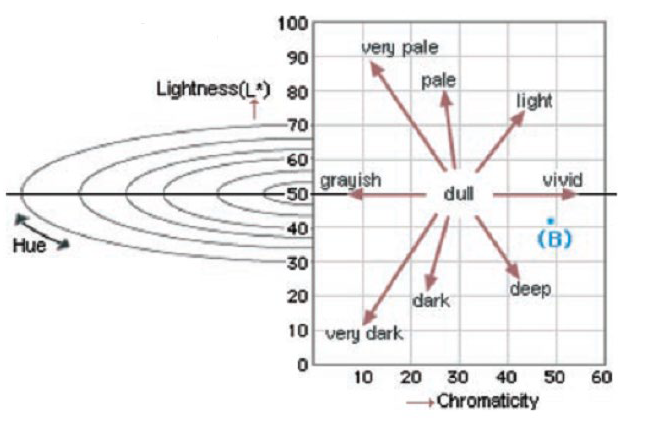 100
90
very pale
pale
Lightness(L*)
80
light
70
60
grayish
vivid
50
dull
40
(B)
Hue
30
deep
dark
20
10
very dark
0
10 20 30 40 50 60
→Chromaticity